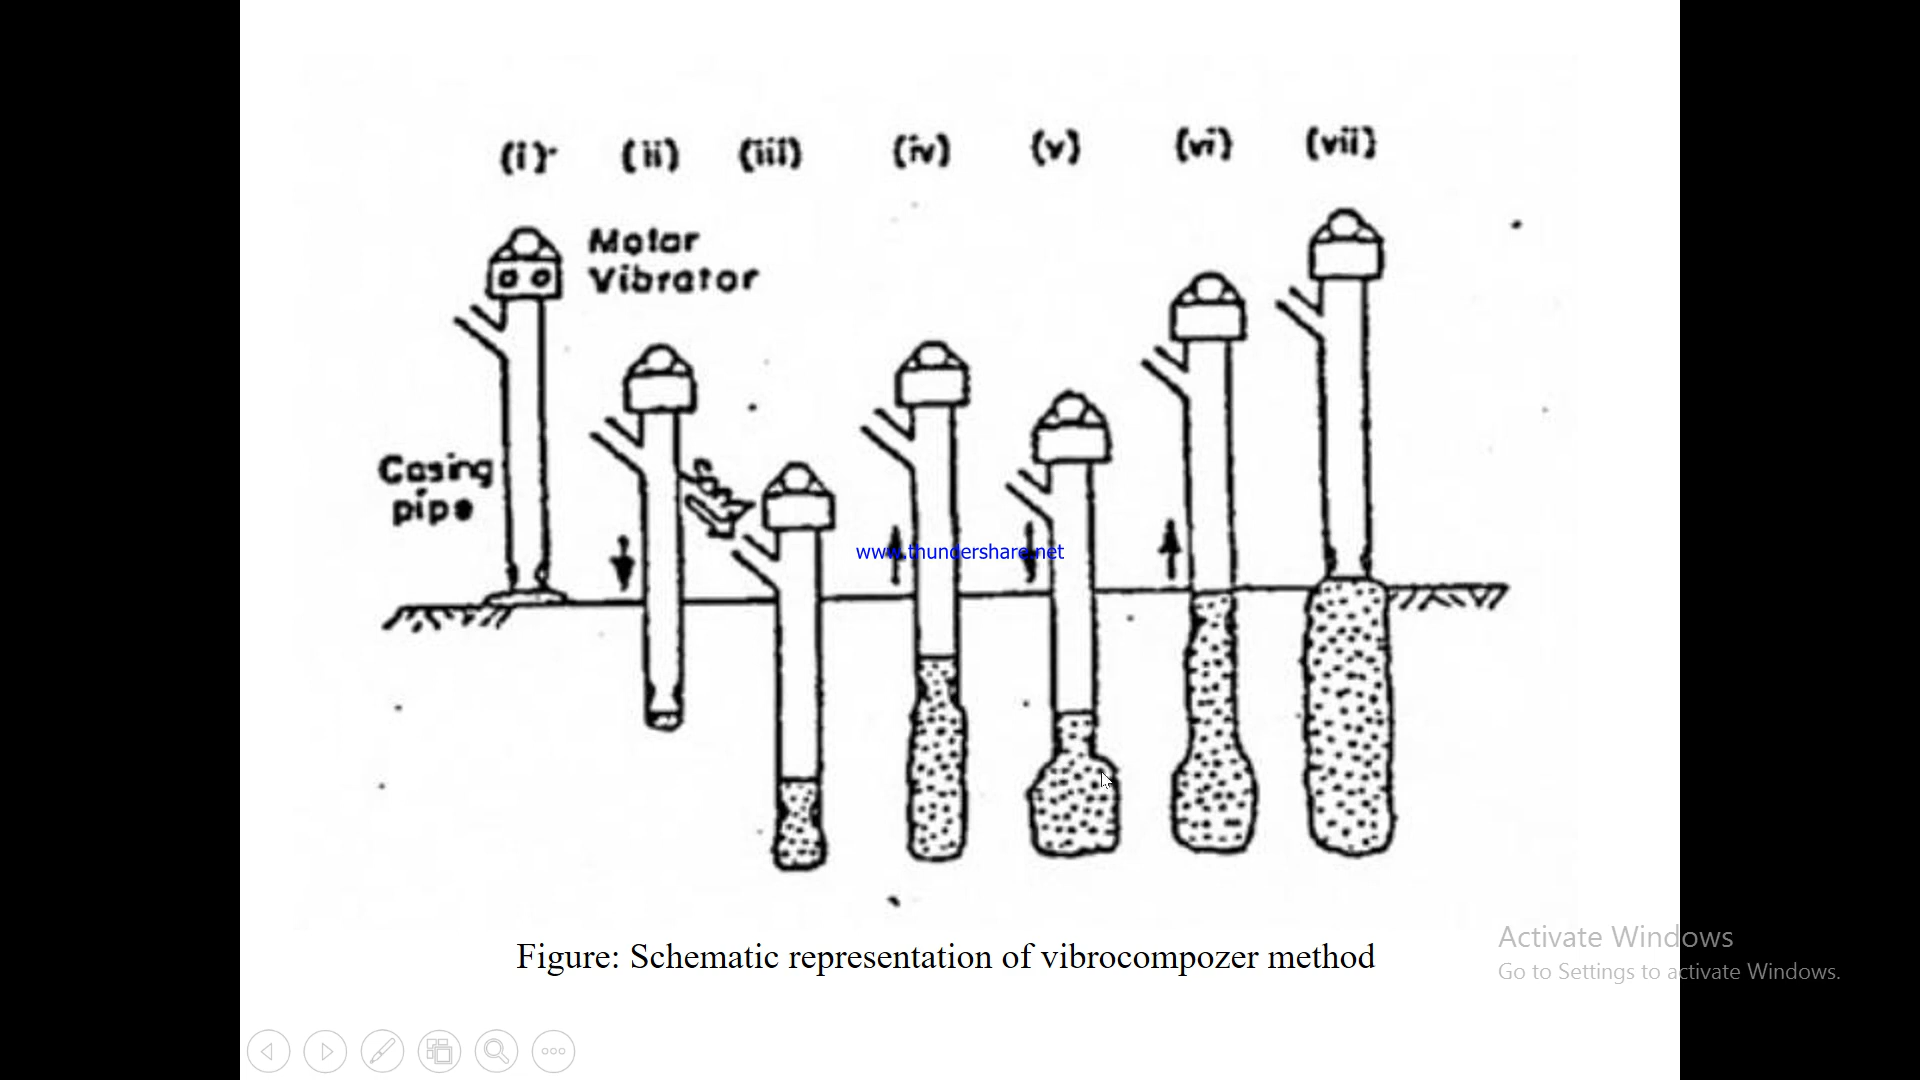 (i) (ii) (iii) (iv) (v) (vi) (vii)
Motor
Vibrator
Casing
pipe
www.thundershare.net
Figure: Schematic representation of vibrocompozer method
Activate Windows
Go to Settings to activate Windows.